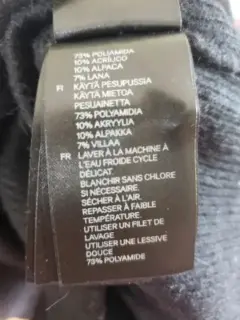 73% POLIAMIDA
10% ACRILICO
10% ALPACA
7% LANA
FI KÄYTÄ PESUPUSSIA
KÄYTÄ MIETOA
PESUAINETTA
73% POLYAMIDIA
10% AKRYYLIA
10% ALPAKKA
7% VILLAA
FR LAVER À LA MACHINE À
L'EAU FROIDE CYCLE
DÉLICAT.
BLANCHIR SANS CHLORE
SI NÉCESSAIRE.
SÉCHER À L'AIR.
REPASSER À FAIBLE
TEMPÉRATURE.
UTILISER UN FILET DE
LAVAGE
UTILISER UNE LESSIVE
DOUCE
73% POLYAMIDE